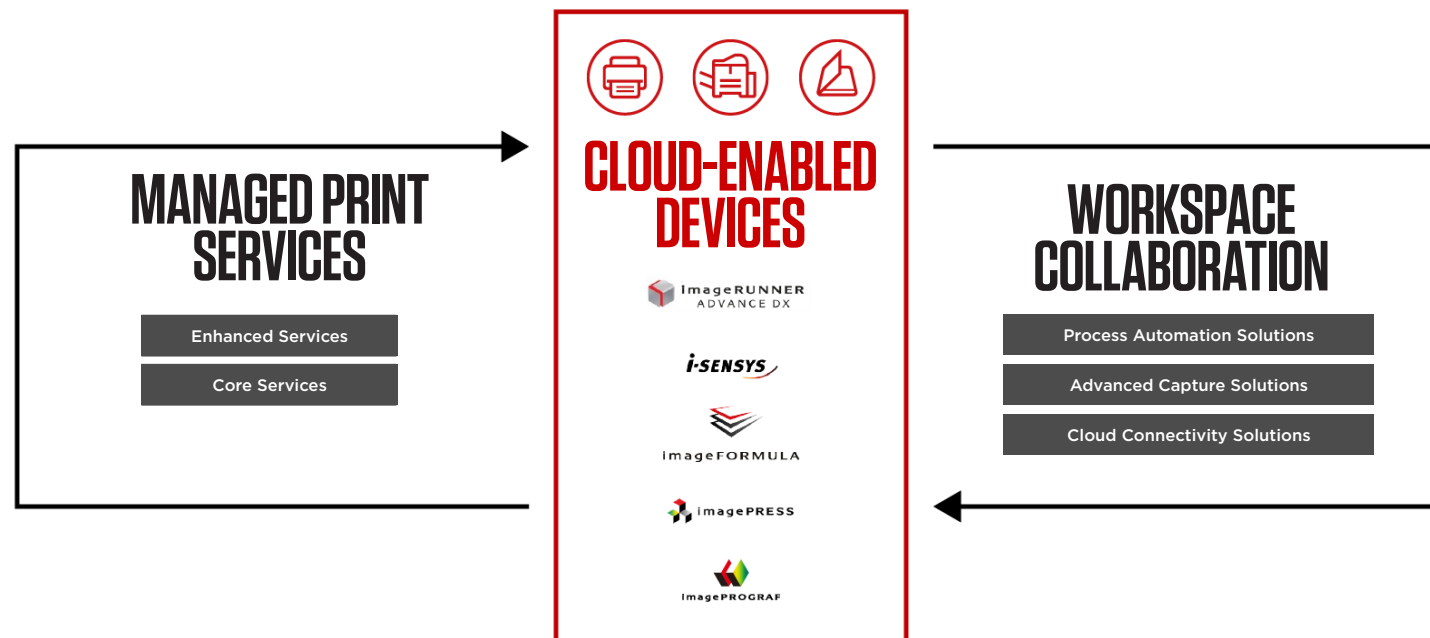 MANAGED PRINT
SERVICES
Enhanced Services
Core Services
CLOUD-ENABLED
DEVICES
imageRUNNER
ADVANCE DX
i-SENSYS
imageFORMULA
imagePRESS
imagePROGRAF
WORKSPACE
COLLABORATION
Process Automation Solutions
Advanced Capture Solutions
Cloud Connectivity Solutions